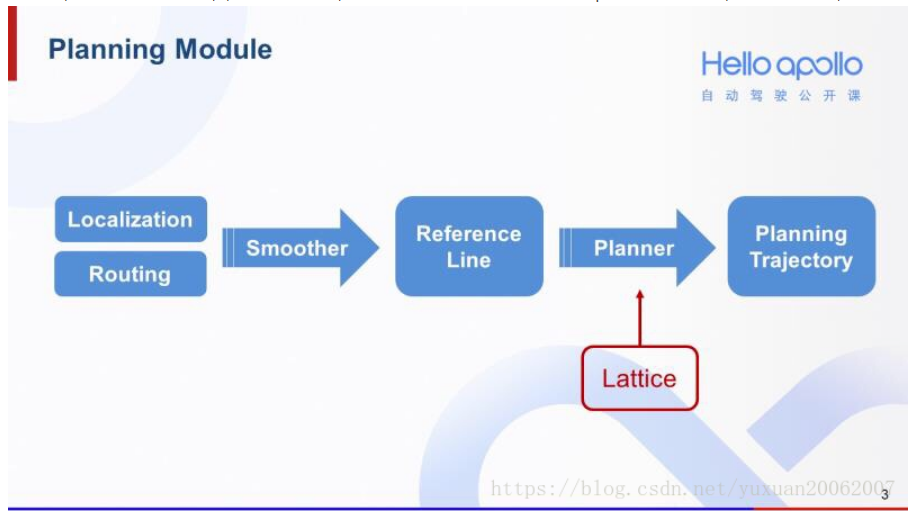 Planning Module
Hello apollo
自动驾驶公开课
Localization
Routing
Smoother
Reference
Line
Planner
Planning
Trajectory
Lattice
https://blog.csdn.net/yuxuan20062007
3